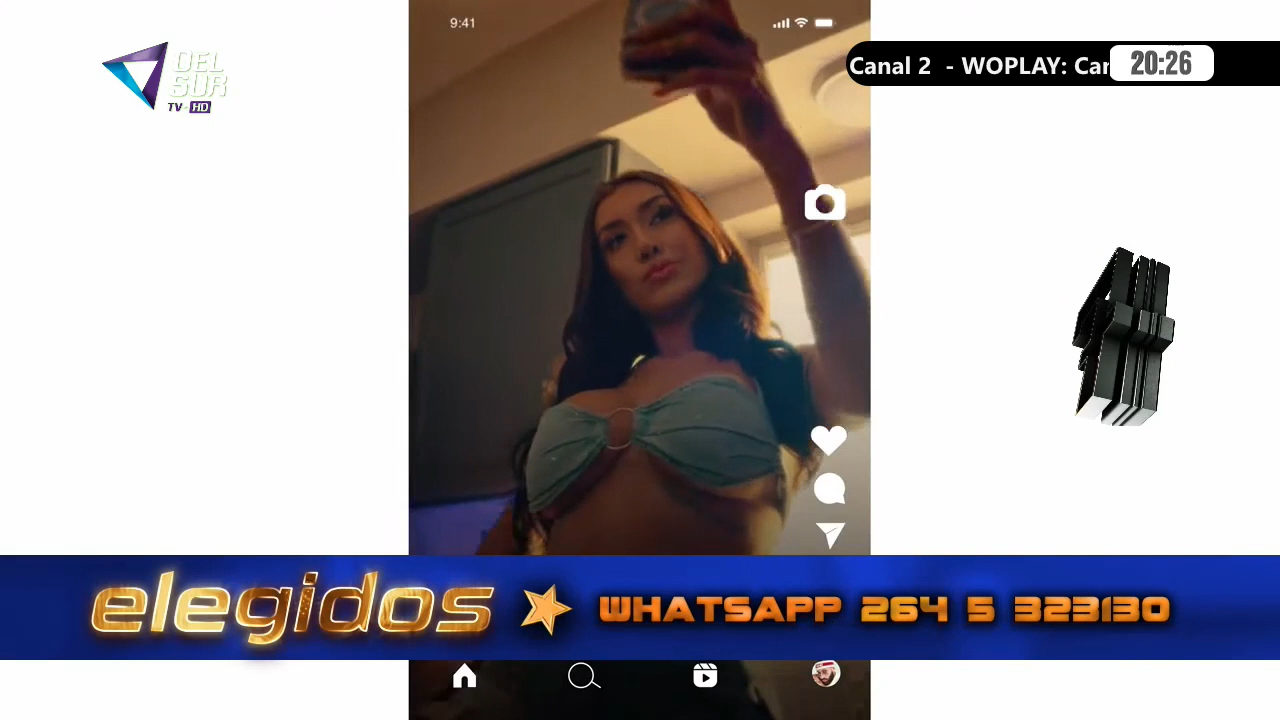 9:41
DEL
SUR
TV-HD
Canal 2 - WOPLAY: Car
20:26
elegidos
WHATSAPP 264 5 323130